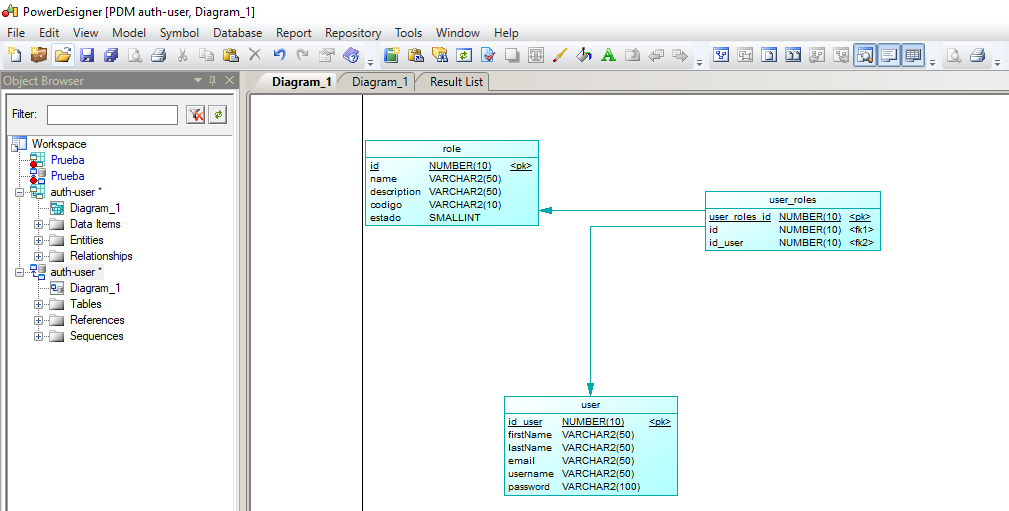 PowerDesigner [PDM auth-user, Diagram_1]
File Edit View Model Symbol Database Report Repository Tools Window Help
Object Browser
Filter:
Workspace
Prueba
Prueba
auth-user *
Diagram_1
Data Items
Entities
Relationships
auth-user *
Diagram_1
Tables
References
Sequences
Diagram_1 Diagram_1 Result List
role
id NUMBER(10) <pk>
name VARCHAR2(50)
description VARCHAR2(50)
codigo VARCHAR2(10)
estado SMALLINT
user_roles
user_roles_id NUMBER(10) <pk>
id NUMBER(10) <fk1>
id_user NUMBER(10) <fk2>
user
id_user NUMBER(10) <pk>
firstName VARCHAR2(50)
lastName VARCHAR2(50)
email VARCHAR2(50)
username VARCHAR2(50)
password VARCHAR2(100)